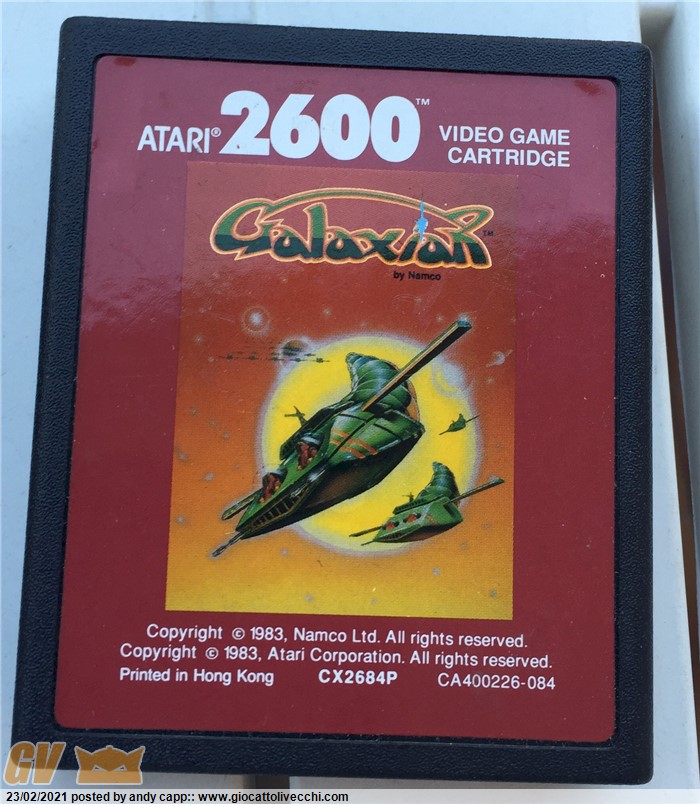 ATARI® 2600™ VIDEO GAME
CARTRIDGE
Galaxian™
by Namco
Copyright © 1983, Namco Ltd. All rights reserved.
Copyright © 1983, Atari Corporation. All rights reserved.
Printed in Hong Kong CX2684P CA400226-084
GV
23/02/2021 posted by andy capp:: www.giocattolivecchi.com